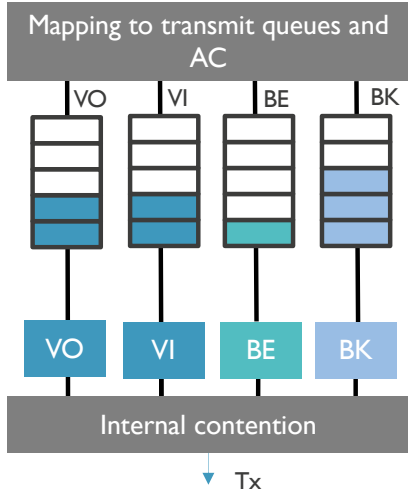 Mapping to transmit queues and
AC
VO VI BE BK
VO VI BE BK
Internal contention
Tx